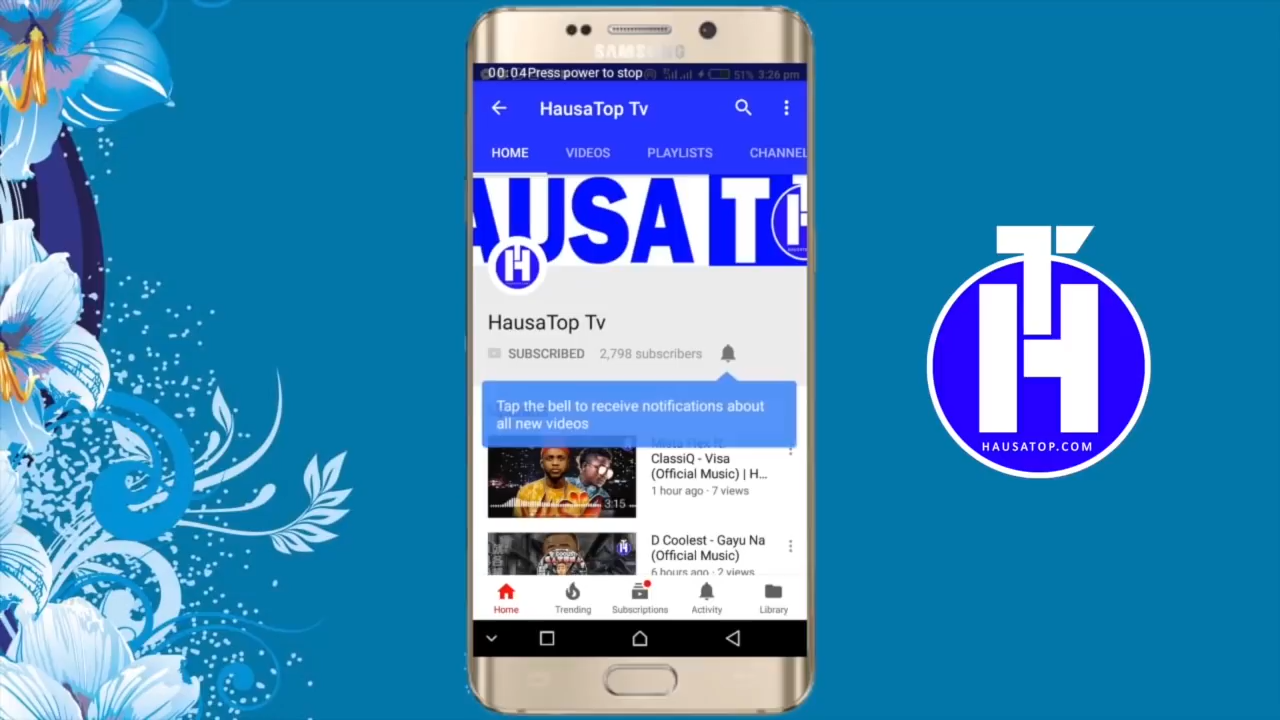 SAMSUNG
00:04Press power to stop
51% 3:26 pm
HausaTop Tv
HOME VIDEOS PLAYLISTS CHANNEL
AUSA T
H
H
HausaTop Tv
SUBSCRIBED 2,798 subscribers
Tap the bell to receive notifications about
all new videos
ClassiQ - Visa
(Official Music) | H...
1 hour ago · 7 views
3:15
D Coolest - Gayu Na
(Official Music)
6 hours ago · 2 views
Home Trending Subscriptions Activity Library
TH
HAUSATOP.COM